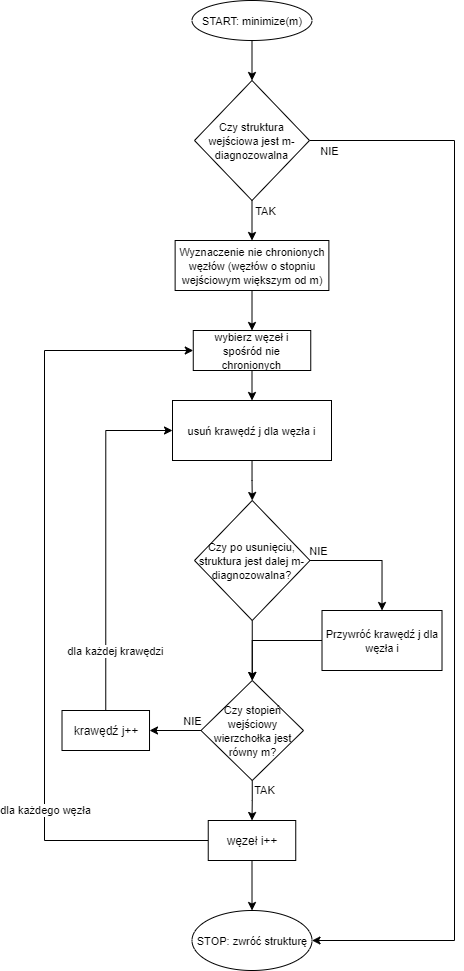 START: minimize(m)
Czy struktura
wejściowa jest m-
diagnozowalna
NIE
TAK
Wyznaczenie nie chronionych
węzłów (węzłów o stopniu
wejściowym większym od m)
wybierz węzeł i
spośród nie
chronionych
usuń krawędź j dla węzła i
Czy po usunięciu,
struktura jest dalej m-
diagnozowalna?
NIE
Przywróć krawędź j dla
węzła i
dla każdej krawędzi
Czy stopień
wejściowy
wierzchołka jest
równy m?
NIE
krawędź j++
TAK
dla każdego węzła
węzeł i++
STOP: zwróć strukturę